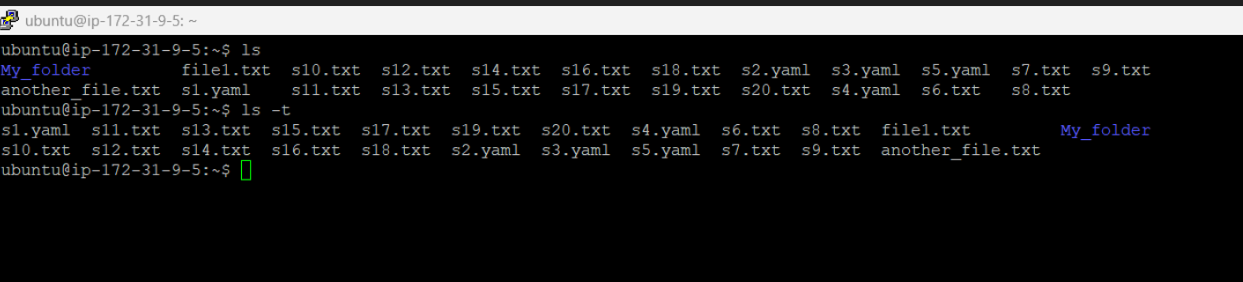 ubuntu@ip-172-31-9-5: ~
ubuntu@ip-172-31-9-5:~$ ls
My_folder         file1.txt  s10.txt  s12.txt  s14.txt  s16.txt  s18.txt  s2.yaml  s3.yaml  s5.yaml  s7.txt  s9.txt
another_file.txt  s1.yaml    s11.txt  s13.txt  s15.txt  s17.txt  s19.txt  s20.txt  s4.yaml  s6.txt   s8.txt
ubuntu@ip-172-31-9-5:~$ ls -t
s1.yaml  s11.txt  s13.txt  s15.txt  s17.txt  s19.txt  s20.txt  s4.yaml  s6.txt  s8.txt  file1.txt         My_folder
s10.txt  s12.txt  s14.txt  s16.txt  s18.txt  s2.yaml  s3.yaml  s5.yaml  s7.txt  s9.txt  another_file.txt
ubuntu@ip-172-31-9-5:~$